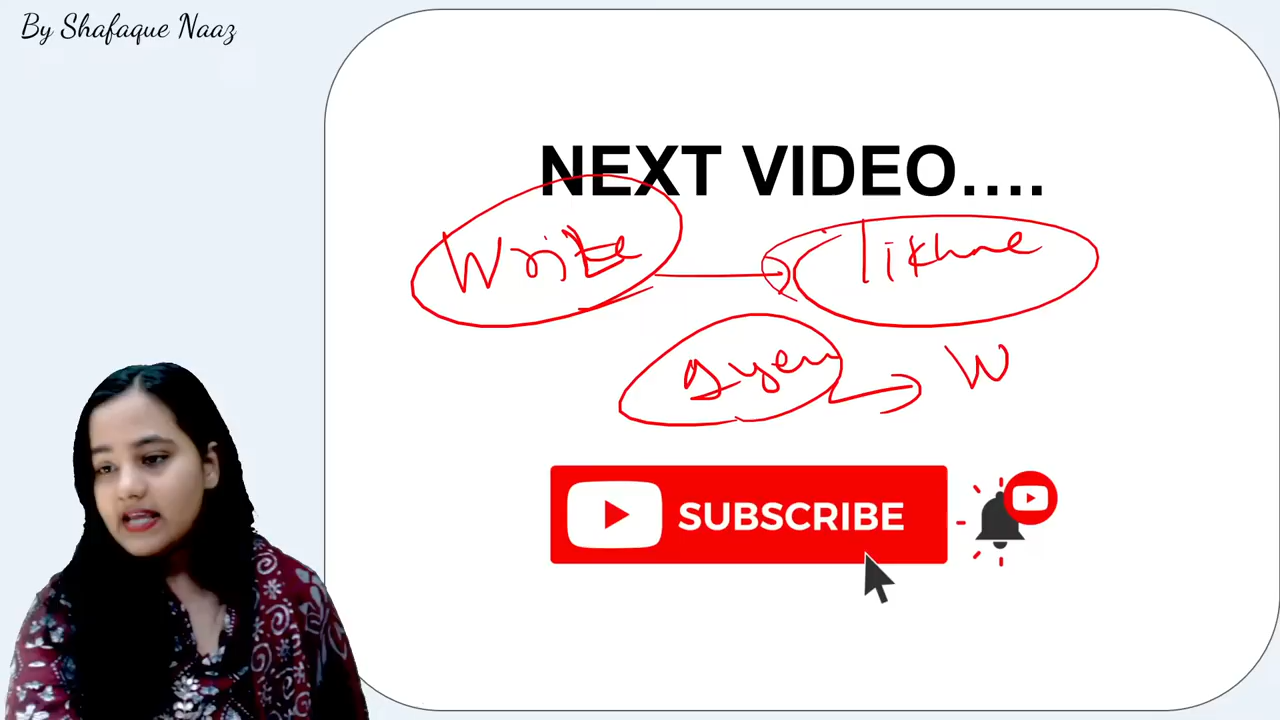 By Shafaque Naaz
NEXT VIDEO....
Write likhne
W
SUBSCRIBE